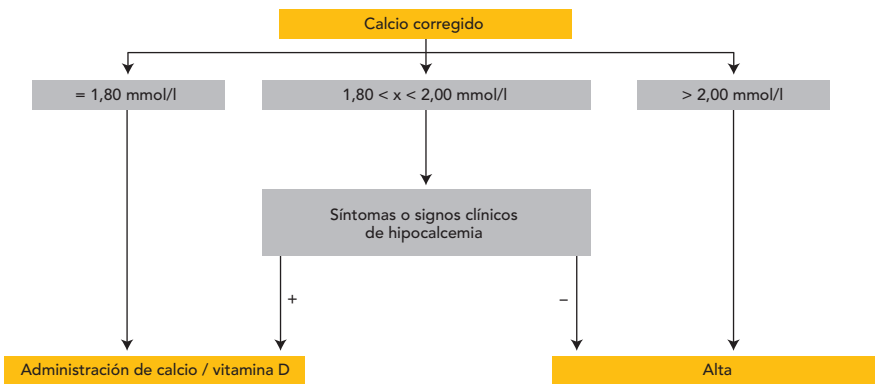 Calcio corregido
= 1,80 mmol/l
1,80 < x < 2,00 mmol/l
> 2,00 mmol/l
Síntomas o signos clínicos
de hipocalcemia
+
–
Administración de calcio / vitamina D
Alta